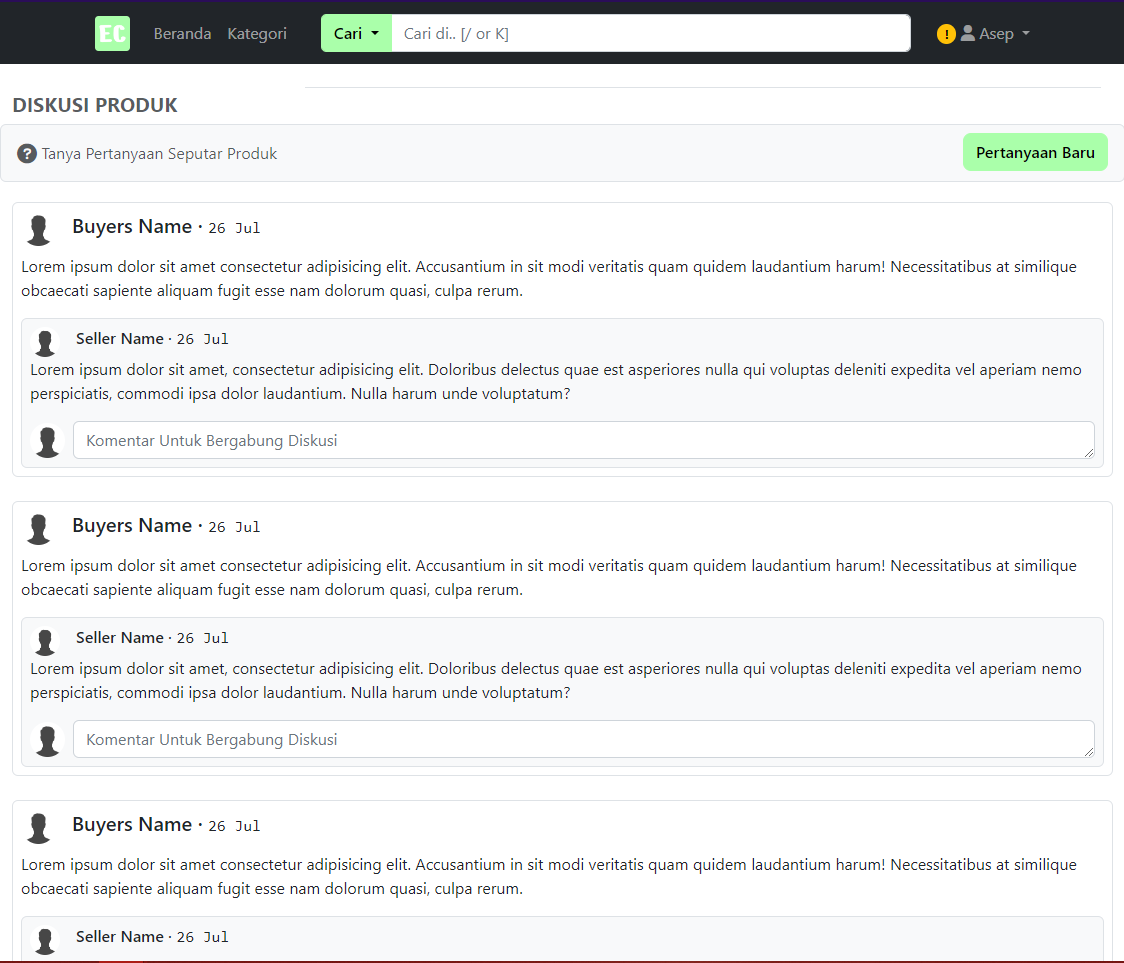 EC Beranda Kategori Cari Cari di.. [/ or K] ! Asep
DISKUSI PRODUK
? Tanya Pertanyaan Seputar Produk Pertanyaan Baru
Buyers Name · 26 Jul
Lorem ipsum dolor sit amet consectetur adipisicing elit. Accusantium in sit modi veritatis quam quidem laudantium harum! Necessitatibus at similique
obcaecati sapiente aliquam fugit esse nam dolorum quasi, culpa rerum.
Seller Name · 26 Jul
Lorem ipsum dolor sit amet, consectetur adipisicing elit. Doloribus delectus quae est asperiores nulla qui voluptas deleniti expedita vel aperiam nemo
perspiciatis, commodi ipsa dolor laudantium. Nulla harum unde voluptatum?
Komentar Untuk Bergabung Diskusi
Buyers Name · 26 Jul
Lorem ipsum dolor sit amet consectetur adipisicing elit. Accusantium in sit modi veritatis quam quidem laudantium harum! Necessitatibus at similique
obcaecati sapiente aliquam fugit esse nam dolorum quasi, culpa rerum.
Seller Name · 26 Jul
Lorem ipsum dolor sit amet, consectetur adipisicing elit. Doloribus delectus quae est asperiores nulla qui voluptas deleniti expedita vel aperiam nemo
perspiciatis, commodi ipsa dolor laudantium. Nulla harum unde voluptatum?
Komentar Untuk Bergabung Diskusi
Buyers Name · 26 Jul
Lorem ipsum dolor sit amet consectetur adipisicing elit. Accusantium in sit modi veritatis quam quidem laudantium harum! Necessitatibus at similique
obcaecati sapiente aliquam fugit esse nam dolorum quasi, culpa rerum.
Seller Name · 26 Jul